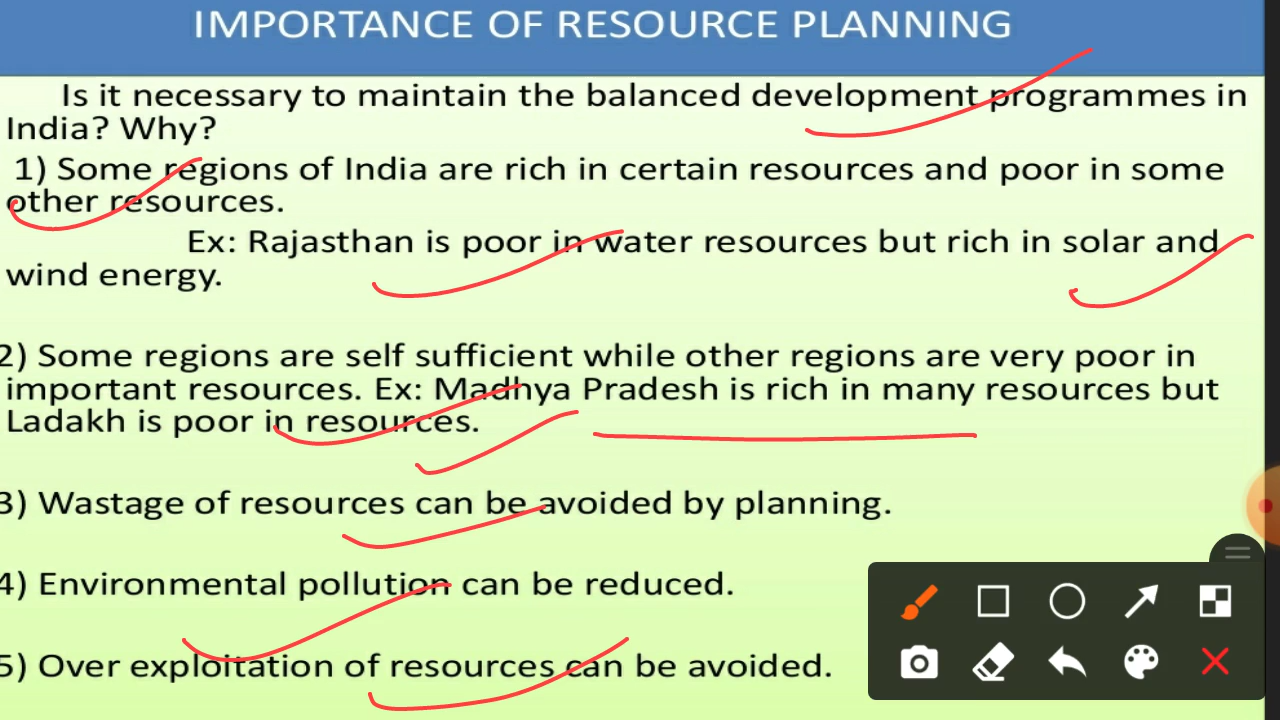 IMPORTANCE OF RESOURCE PLANNING
Is it necessary to maintain the balanced development programmes in
India? Why?
1) Some regions of India are rich in certain resources and poor in some
other resources.
Ex: Rajasthan is poor in water resources but rich in solar and
wind energy.
2) Some regions are self sufficient while other regions are very poor in
important resources. Ex: Madhya Pradesh is rich in many resources but
Ladakh is poor in resources.
3) Wastage of resources can be avoided by planning.
4) Environmental pollution can be reduced.
5) Over exploitation of resources can be avoided.